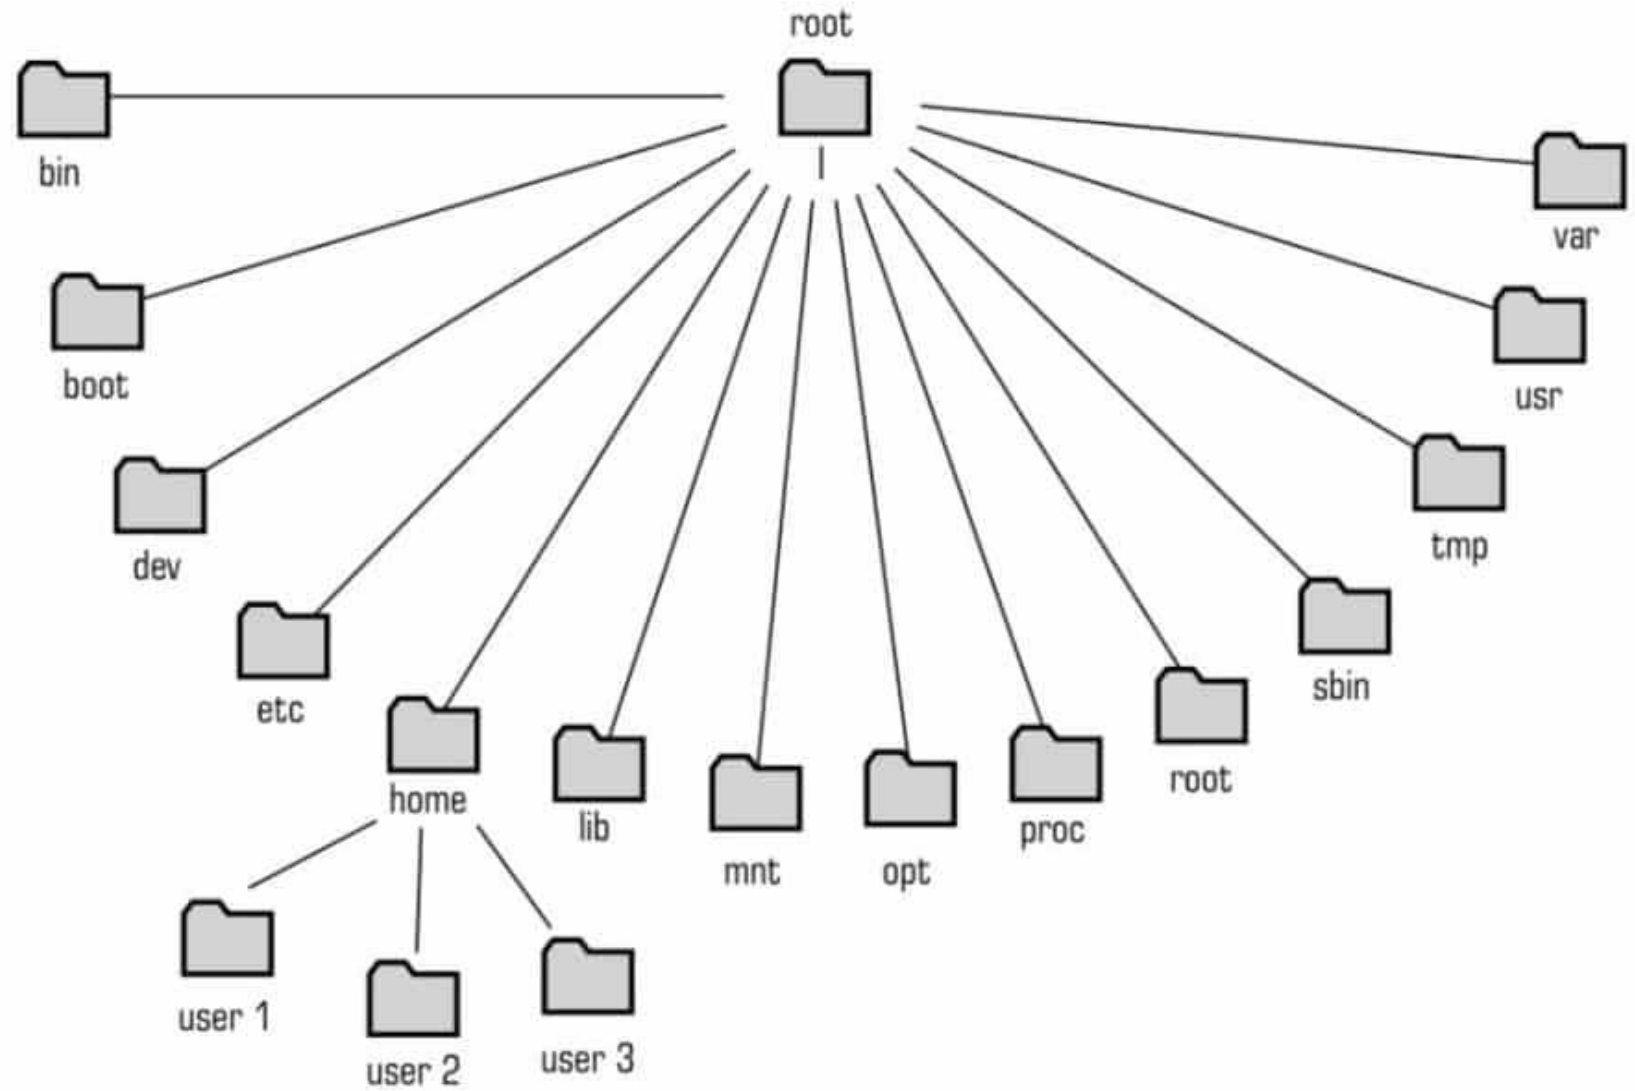 root
/
bin
var
boot
usr
dev
tmp
etc
sbin
home
lib
mnt
opt
proc
root
user 1
user 2
user 3